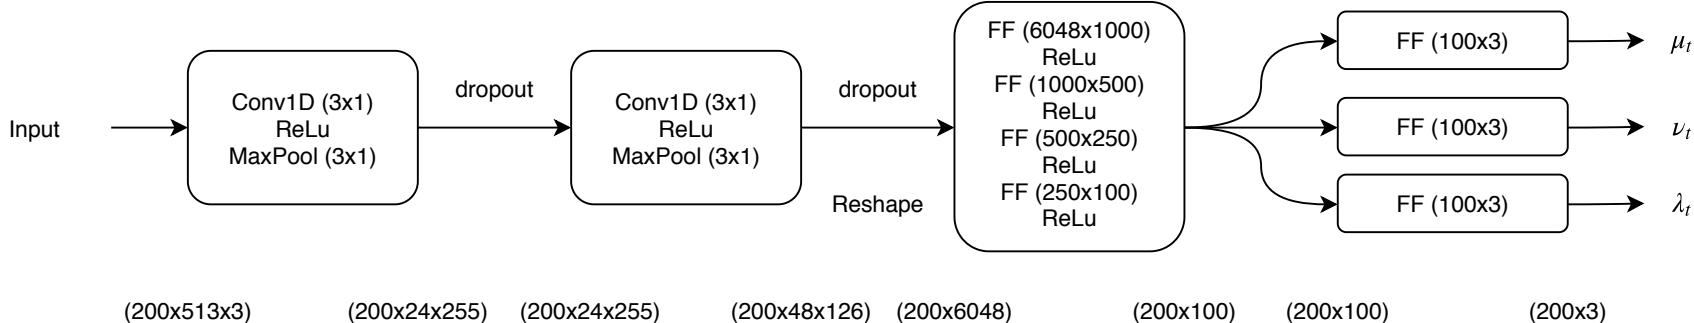 Input
Conv1D (3x1)
ReLu
MaxPool (3x1)
dropout
Conv1D (3x1)
ReLu
MaxPool (3x1)
dropout
Reshape
FF (6048x1000)
ReLu
FF (1000x500)
ReLu
FF (500x250)
ReLu
FF (250x100)
ReLu
FF (100x3)
μt
FF (100x3)
νt
FF (100x3)
λt
(200x513x3) (200x24x255) (200x24x255) (200x48x126) (200x6048) (200x100) (200x100) (200x3)